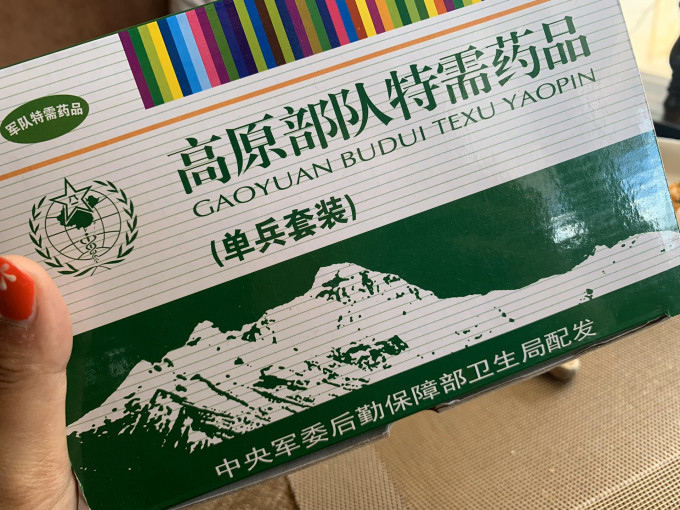 军队特需药品
高原部队特需药品
GAOYUAN BUDUI TEXU YAOPIN
(单兵套装)
中央军委后勤保障部卫生局配发